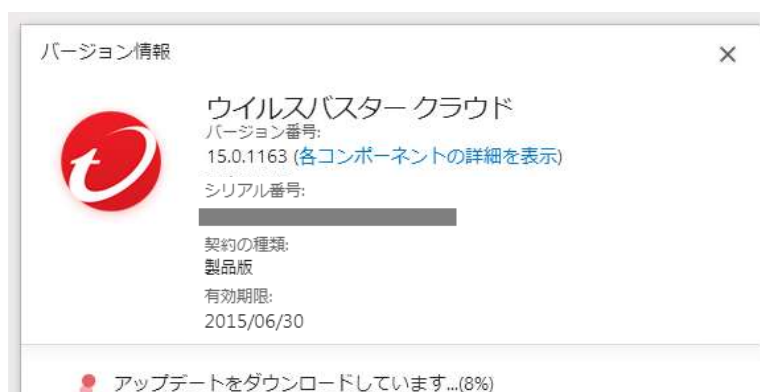 バージョン情報
ウイルスバスター クラウド
バージョン番号:
15.0.1163 (各コンポーネントの詳細を表示)
シリアル番号:
契約の種類:
製品版
有効期限:
2015/06/30
アップデートをダウンロードしています...(8%)